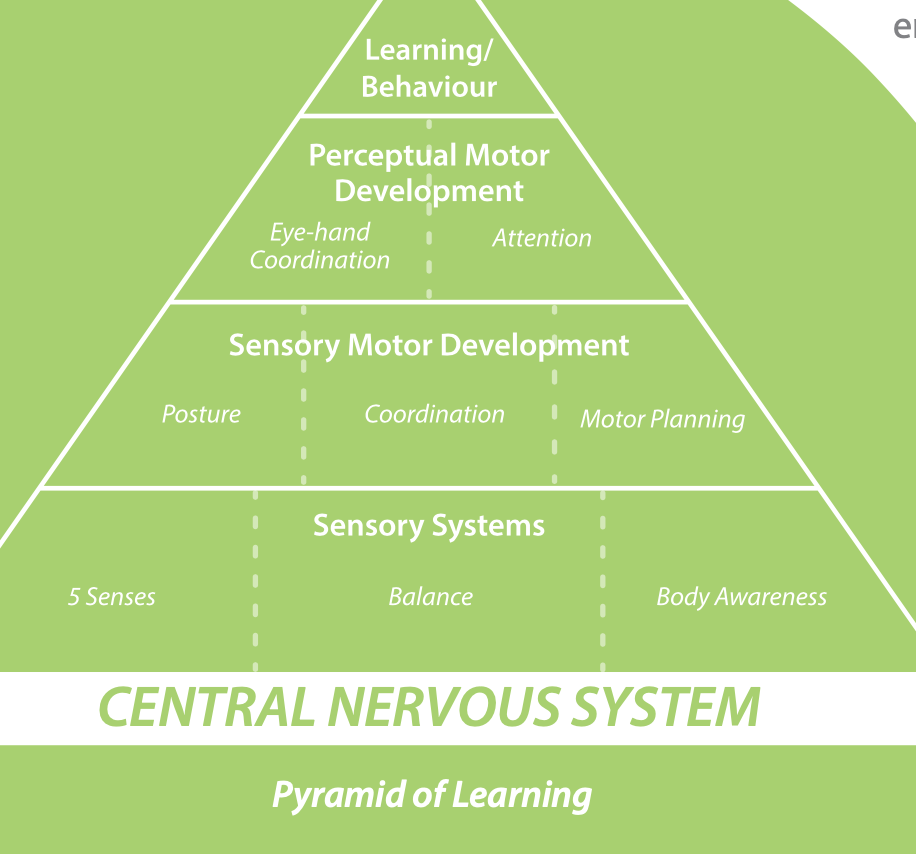 Learning/
Behaviour
Perceptual Motor
Development
Eye-hand
Coordination
Attention
Sensory Motor Development
Posture
Coordination
Motor Planning
Sensory Systems
5 Senses
Balance
Body Awareness
CENTRAL NERVOUS SYSTEM
Pyramid of Learning